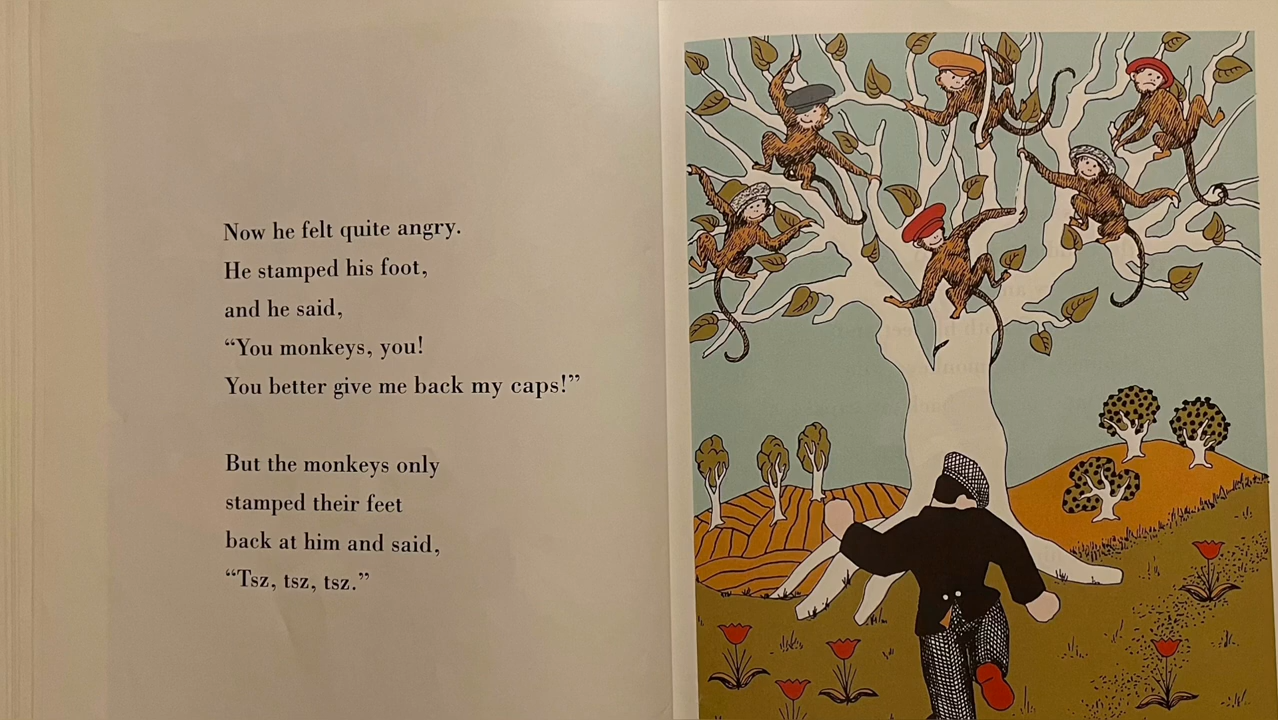 Now he felt quite angry.
He stamped his foot,
and he said,
“You monkeys, you!
You better give me back my caps!”
But the monkeys only
stamped their feet
back at him and said,
“Tsz, tsz, tsz.”